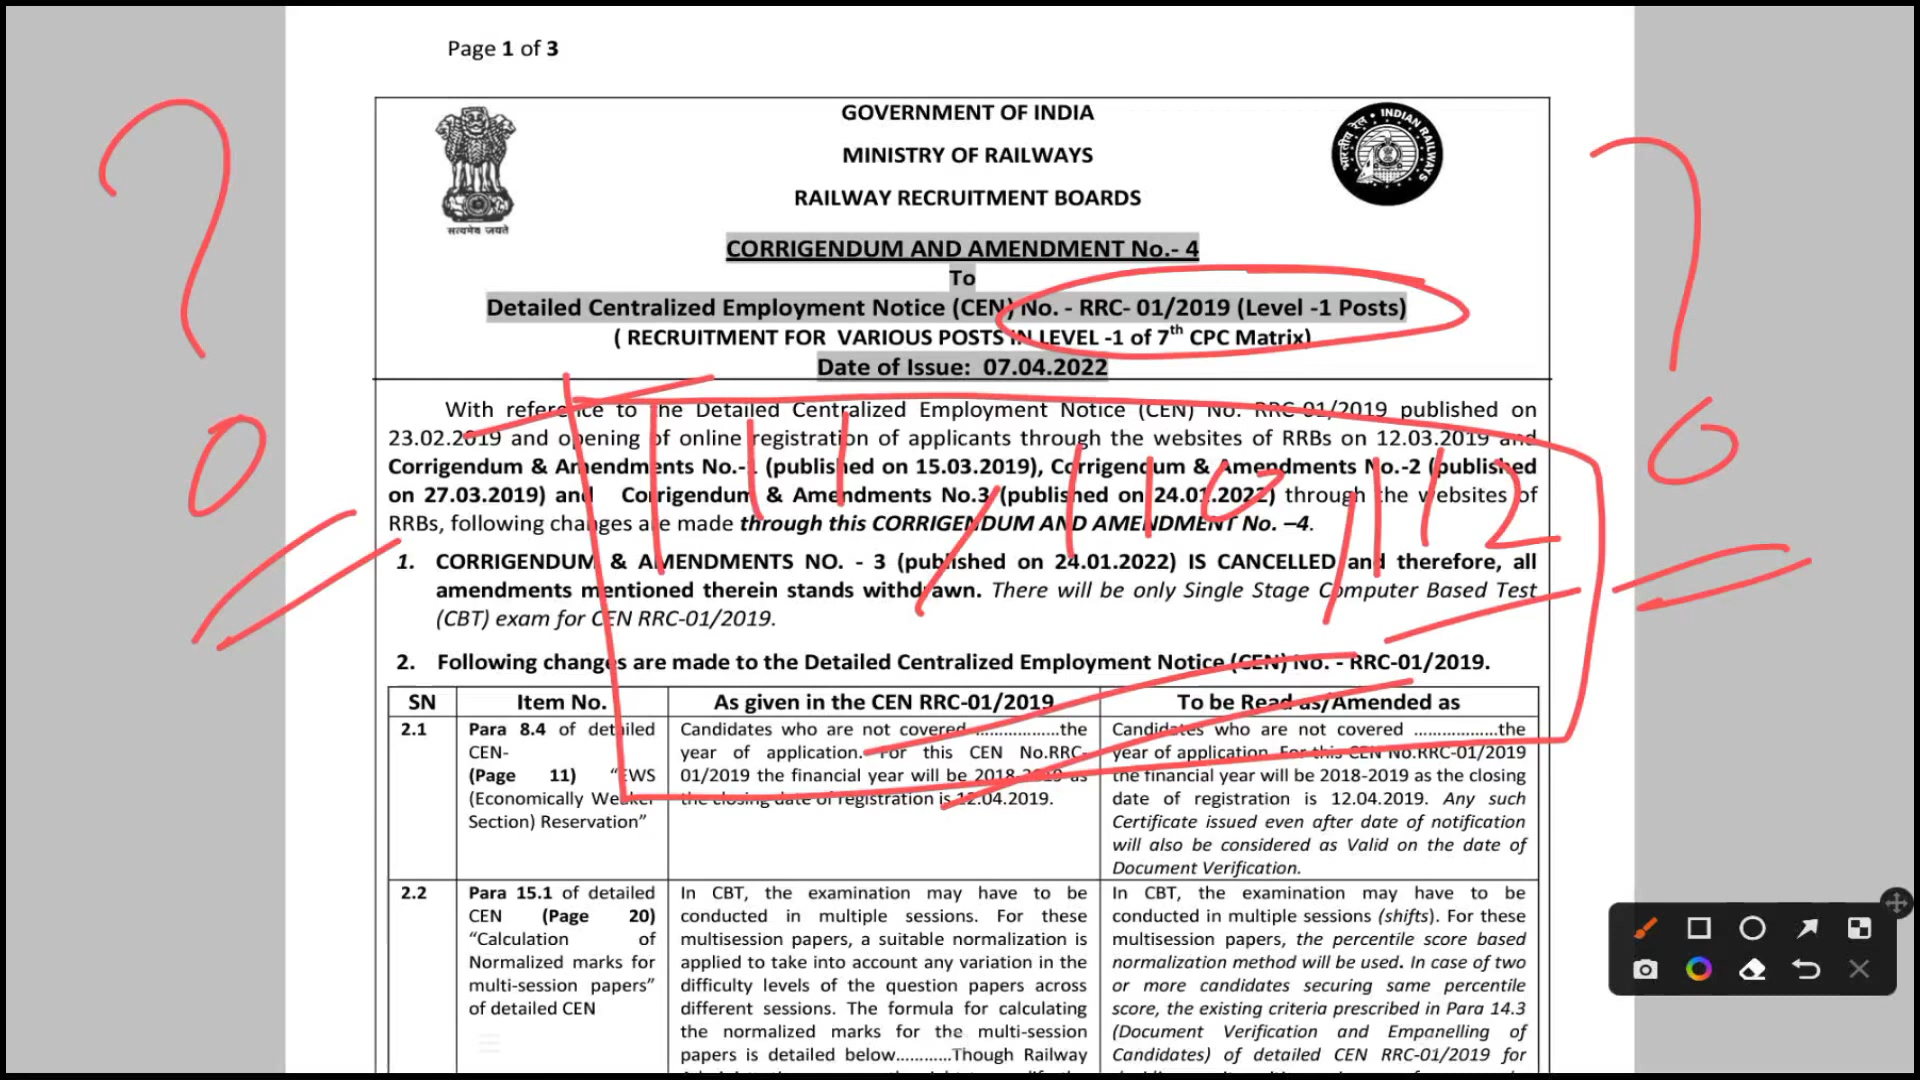 Page 1 of 3
GOVERNMENT OF INDIA
MINISTRY OF RAILWAYS
RAILWAY RECRUITMENT BOARDS
सत्यमेव जयते
भारतीय रेल • INDIAN RAILWAYS
CORRIGENDUM AND AMENDMENT No.- 4
To
Detailed Centralized Employment Notice (CEN) No. - RRC- 01/2019 (Level -1 Posts)
( RECRUITMENT FOR VARIOUS POSTS IN LEVEL -1 of 7th CPC Matrix)
Date of Issue: 07.04.2022
With reference to the Detailed Centralized Employment Notice (CEN) No. RRC-01/2019 published on
23.02.2019 and opening of online registration of applicants through the websites of RRBs on 12.03.2019 and
Corrigendum & Amendments No.-1 (published on 15.03.2019), Corrigendum & Amendments No.-2 (published
on 27.03.2019) and Corrigendum & Amendments No.3 (published on 24.01.2022) through the websites of
RRBs, following changes are made through this CORRIGENDUM AND AMENDMENT No. –4.
111, 110, 112
1. CORRIGENDUM & AMENDMENTS NO. - 3 (published on 24.01.2022) IS CANCELLED and therefore, all
amendments mentioned therein stands withdrawn. There will be only Single Stage Computer Based Test
(CBT) exam for CEN RRC-01/2019.
2. Following changes are made to the Detailed Centralized Employment Notice (CEN) No. - RRC-01/2019.
SN Item No. As given in the CEN RRC-01/2019 To be Read as/Amended as
2.1
Para 8.4 of detailed
CEN-
(Page 11) “EWS
(Economically Weaker
Section) Reservation”
Candidates who are not covered ……………..the
year of application. For this CEN No.RRC-
01/2019 the financial year will be 2018-2019 as
the closing date of registration is 12.04.2019.
Candidates who are not covered ……………..the
year of application. For this CEN No.RRC-01/2019
the financial year will be 2018-2019 as the closing
date of registration is 12.04.2019. Any such
Certificate issued even after date of notification
will also be considered as Valid on the date of
Document Verification.
2.2
Para 15.1 of detailed
CEN (Page 20)
“Calculation of
Normalized marks for
multi-session papers”
of detailed CEN
In CBT, the examination may have to be
conducted in multiple sessions. For these
multisession papers, a suitable normalization is
applied to take into account any variation in the
difficulty levels of the question papers across
different sessions. The formula for calculating
the normalized marks for the multi-session
papers is detailed below...........Though Railway
In CBT, the examination may have to be
conducted in multiple sessions (shifts). For these
multisession papers, the percentile score based
normalization method will be used. In case of two
or more candidates securing same percentile
score, the existing criteria prescribed in Para 14.3
(Document Verification and Empanelling of
Candidates) of detailed CEN RRC-01/2019 for